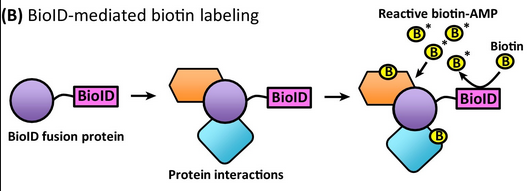 (B) BioID-mediated biotin labeling
Reactive biotin-AMP
B* B*
B* B* Biotin
B
BioID
BioID fusion protein
BioID
Protein interactions
B
BioID
B